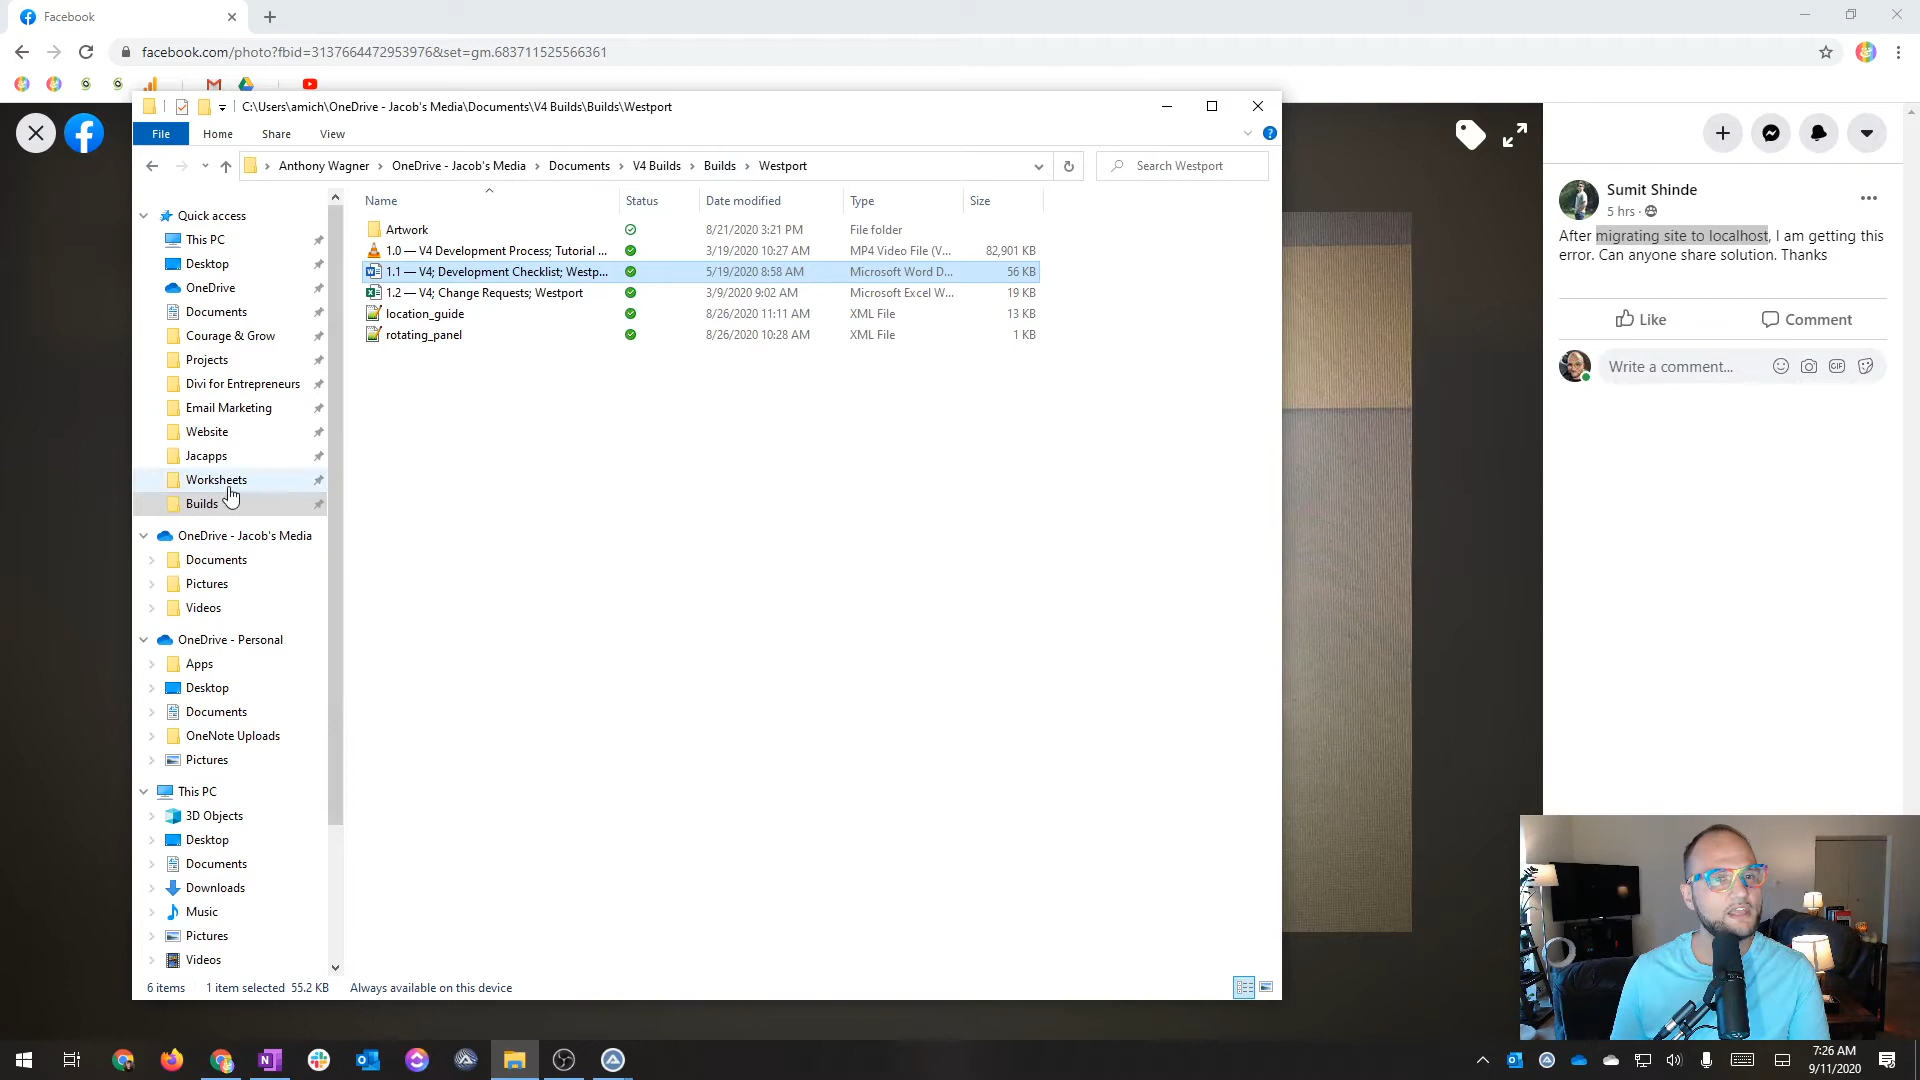 Facebook
facebook.com/photo?fbid=3137664472953976&set=gm.683711525566361
C:\Users\amich\OneDrive - Jacob's Media\Documents\V4 Builds\Builds\Westport
File Home Share View
Anthony Wagner > OneDrive - Jacob's Media > Documents > V4 Builds > Builds > Westport
Search Westport
Name Status Date modified Type Size
Artwork 8/21/2020 3:21 PM File folder
1.0 — V4 Development Process; Tutorial ... 3/19/2020 10:27 AM MP4 Video File (V... 82,901 KB
1.1 — V4; Development Checklist; Westp... 5/19/2020 8:58 AM Microsoft Word D... 56 KB
1.2 — V4; Change Requests; Westport 3/9/2020 9:02 AM Microsoft Excel W... 19 KB
location_guide 8/26/2020 11:11 AM XML File 13 KB
rotating_panel 8/26/2020 10:28 AM XML File 1 KB
Quick access
This PC
Desktop
OneDrive
Documents
Courage & Grow
Projects
Divi for Entrepreneurs
Email Marketing
Website
Jacapps
Worksheets
Builds
OneDrive - Jacob's Media
Documents
Pictures
Videos
OneDrive - Personal
Apps
Desktop
Documents
OneNote Uploads
Pictures
This PC
3D Objects
Desktop
Documents
Downloads
Music
Pictures
Videos
6 items 1 item selected 55.2 KB Always available on this device
Sumit Shinde
5 hrs ·
After migrating site to localhost, I am getting this
error. Can anyone share solution. Thanks
Like Comment
Write a comment...
GIF
7:26 AM
9/11/2020